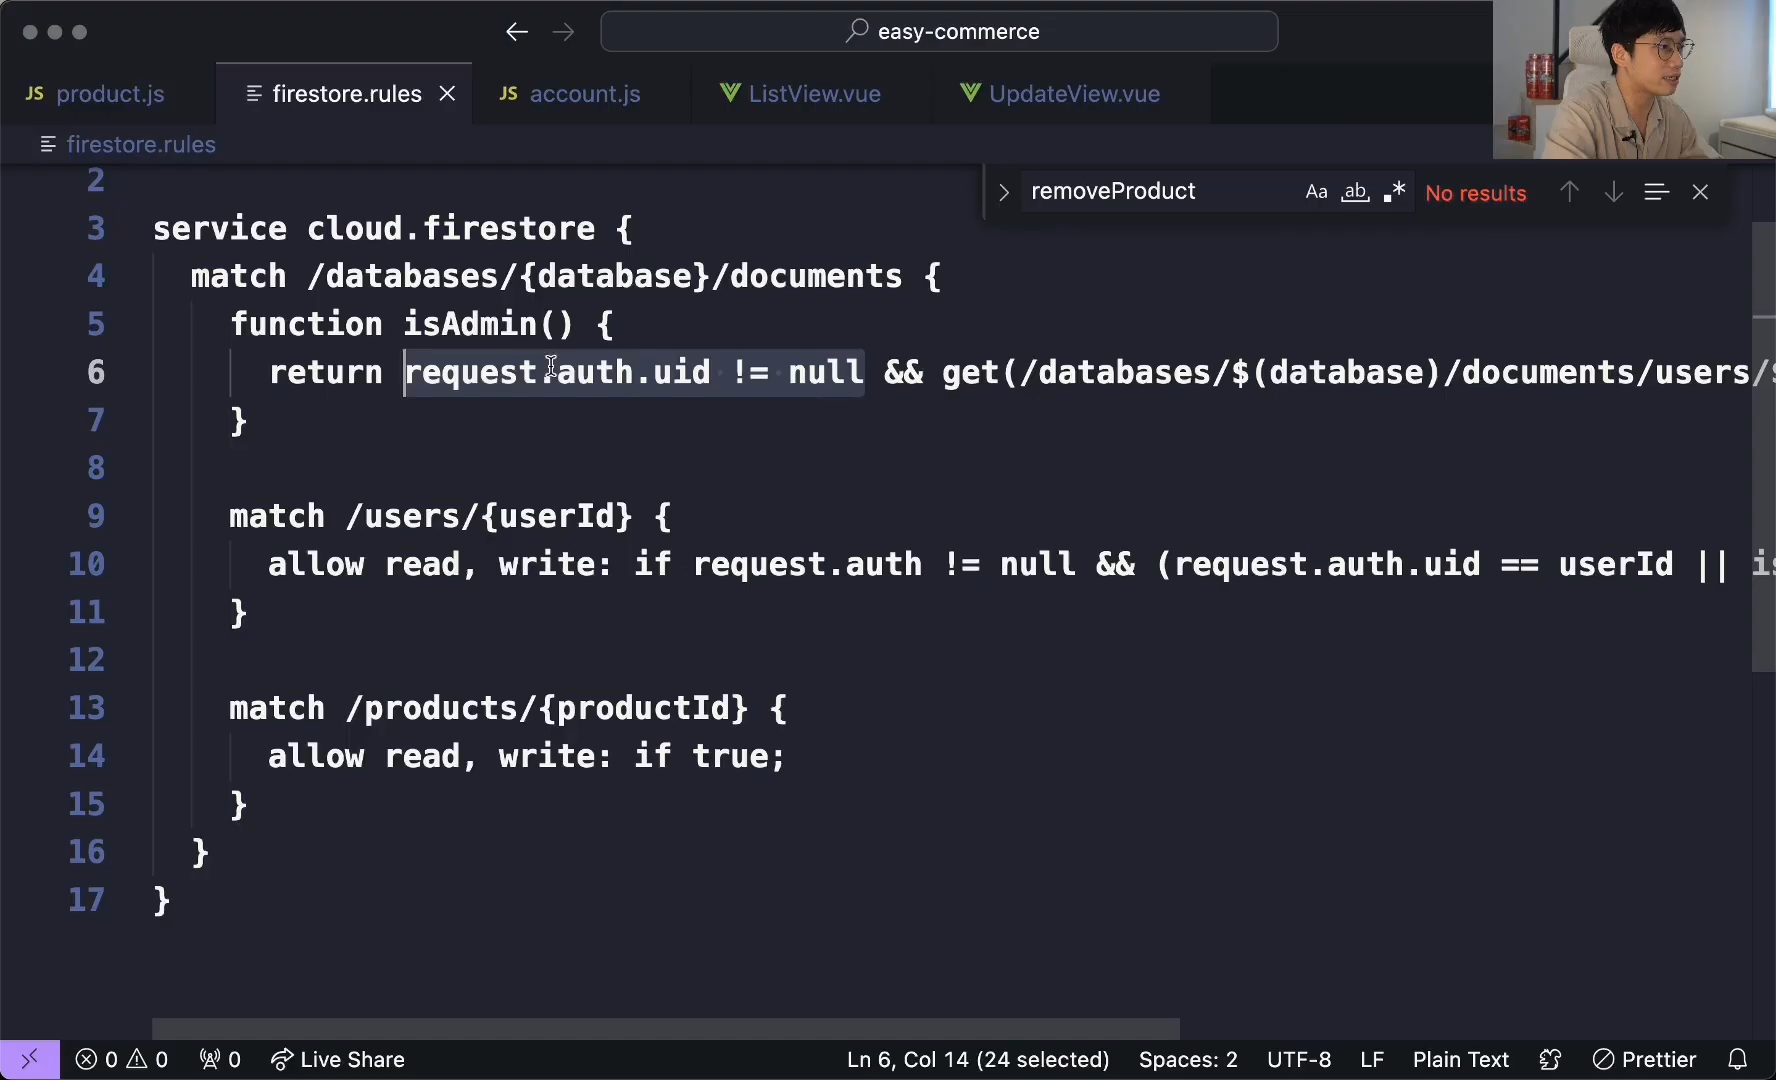 easy-commerce
JS product.js
firestore.rules
JS account.js
ListView.vue
UpdateView.vue
firestore.rules
removeProduct
Aa
ab
No results
2
3 service cloud.firestore {
4 match /databases/{database}/documents {
5 function isAdmin() {
6 return request.auth.uid != null && get(/databases/$(database)/documents/users/$
7 }
8
9 match /users/{userId} {
10 allow read, write: if request.auth != null && (request.auth.uid == userId || is
11 }
12
13 match /products/{productId} {
14 allow read, write: if true;
15 }
16 }
17 }
0 0 0 Live Share Ln 6, Col 14 (24 selected) Spaces: 2 UTF-8 LF Plain Text Prettier